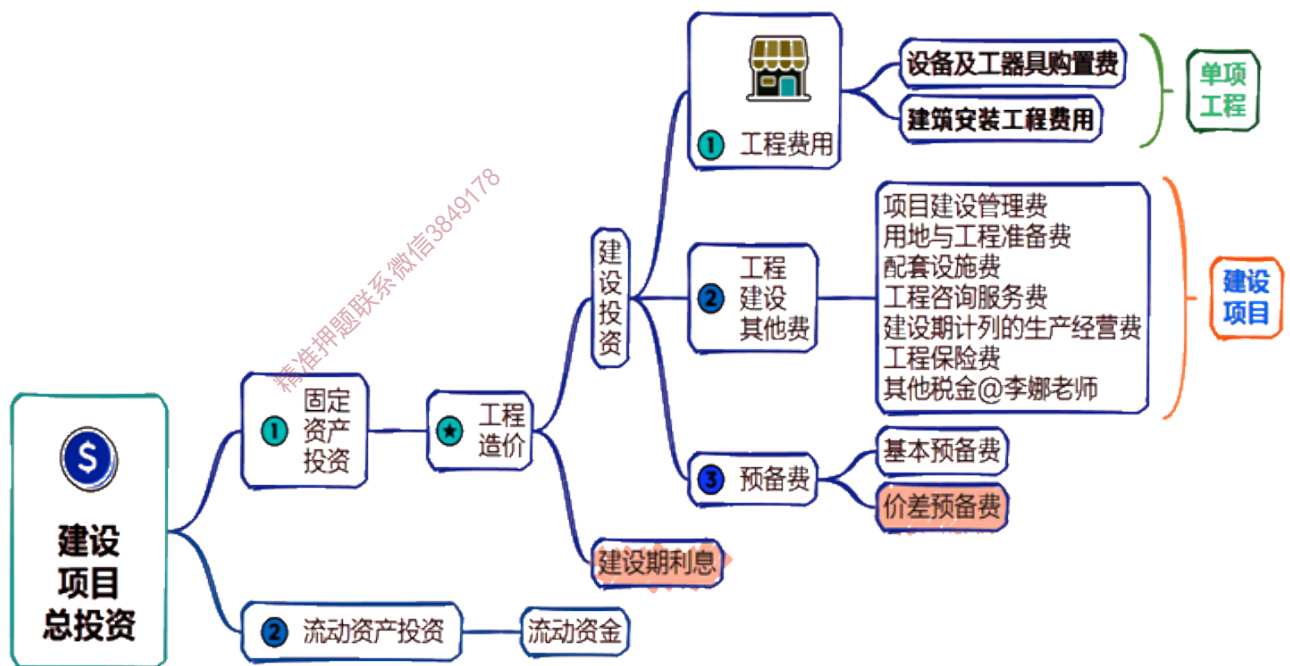 设备及工器具购置费
建筑安装工程费用
单项
工程
1 工程费用
项目建设管理费
用地与工程准备费
配套设施费
工程咨询服务费
建设期计列的生产经营费
工程保险费
其他税金@李娜老师
建设
项目
2 工程
建设
其他费
建
设
投
资
精准押题联系微信3849178
1 固定
资产
投资
工程
造价
3 预备费
基本预备费
价差预备费
建设期利息
$
建设
项目
总投资
2 流动资产投资
流动资金